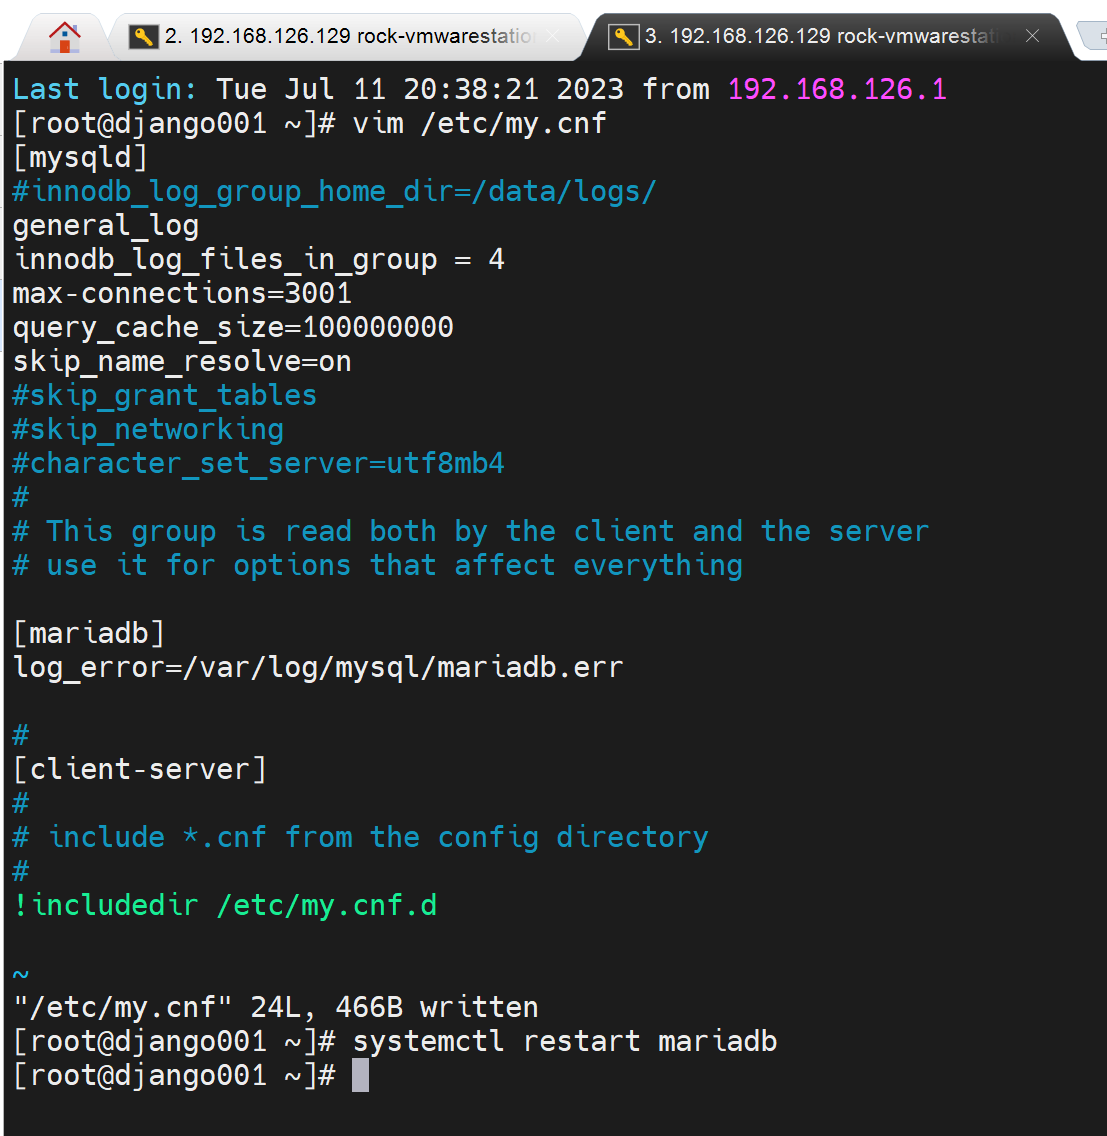 2. 192.168.126.129 rock-vmwarestatio
3. 192.168.126.129 rock-vmwarestati
Last login: Tue Jul 11 20:38:21 2023 from 192.168.126.1
[root@django001 ~]# vim /etc/my.cnf
[mysqld]
#innodb_log_group_home_dir=/data/logs/
general_log
innodb_log_files_in_group = 4
max-connections=3001
query_cache_size=100000000
skip_name_resolve=on
#skip_grant_tables
#skip_networking
#character_set_server=utf8mb4
#
# This group is read both by the client and the server
# use it for options that affect everything
[mariadb]
log_error=/var/log/mysql/mariadb.err
#
[client-server]
#
# include *.cnf from the config directory
#
!includedir /etc/my.cnf.d
~
"/etc/my.cnf" 24L, 466B written
[root@django001 ~]# systemctl restart mariadb
[root@django001 ~]#